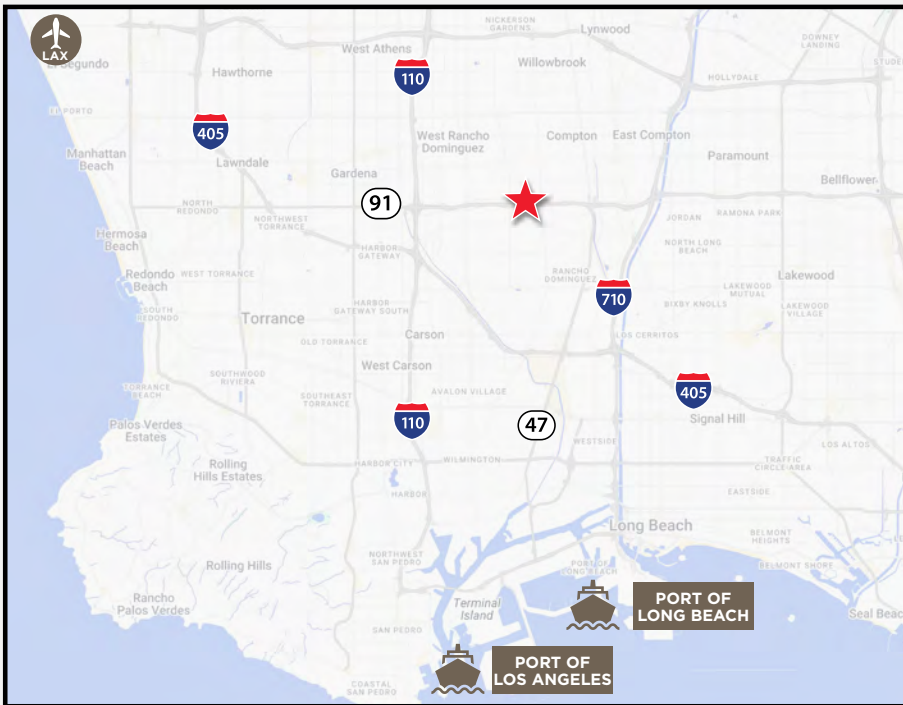 NICKERSON
GARDENS
Lynwood
DOWNEY
LANDING
West Athens
LAX
El Segundo
Willowbrook
110
Hawthorne
HOLLYDALE
EL PORTO
405
West Rancho
Dominguez
Compton
East Compton
Manhattan
Beach
Lawndale
Paramount
Gardena
Bellflower
91
NORTH
REDONDO
NORTHWEST
TORRANCE
JORDAN
RAMONA PARK
Hermosa
Beach
HARBOR
GATEWAY
NORTH LONG
BEACH
Redondo
Beach
WEST TORRANCE
RANCHO
DOMINGUEZ
Lakewood
710
LAKEWOOD
MUTUAL
SOUTH
REDONDO
HARBOR
GATEWAY SOUTH
BIXBY KNOLLS
LAKEWOOD
VILLAGE
Torrance
Carson
OLD TORRANCE
LOS CERRITOS
West Carson
SOUTHWOOD
RIVIERA
TORRANCE
BEACH
SOUTHEAST
TORRANCE
AVALON VILLAGE
405
110
47
Signal Hill
Palos Verdes
Estates
WESTSIDE
LOS ALTOS
Rolling
Hills Estates
HARBOR CITY
WILMINGTON
TRAFFIC
CIRCLE AREA
HARBOR
EASTSIDE
Long Beach
BELMONT
HEIGHTS
NORTHWEST
SAN PEDRO
Rolling Hills
PORT OF
LONG BEACH
BELMONT SHORE
Rancho
Palos Verdes
Terminal
Island
PORT OF
LONG BEACH
Seal Beac
SAN PEDRO
PORT OF
LOS ANGELES
COASTAL
SAN PEDRO